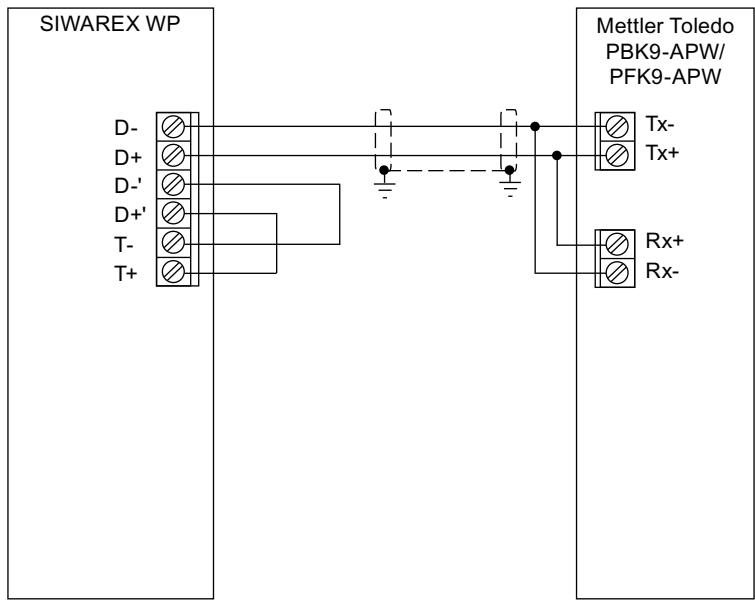 SIWAREX WP
Mettler Toledo
PBK9-APW/
PFK9-APW
D-
D+
D-'
D+'
T-
T+
Tx-
Tx+
Rx+
Rx-